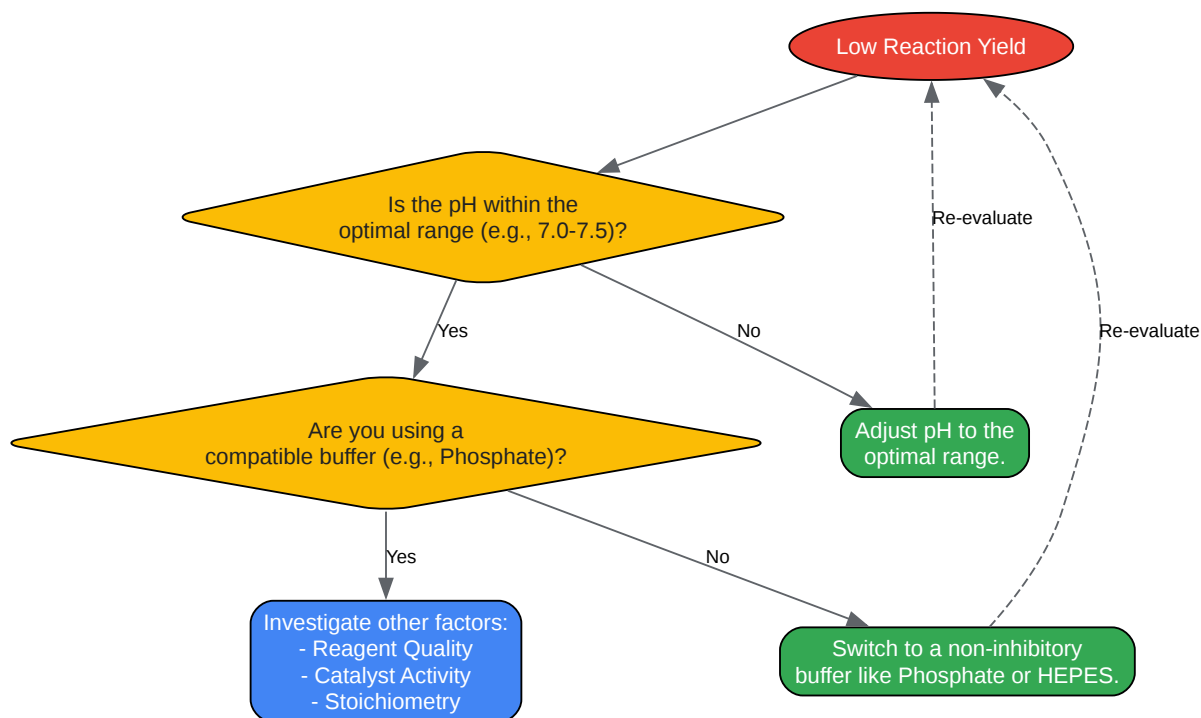 Low Reaction Yield
Is the pH within the
optimal range (e.g., 7.0-7.5)?
Re-evaluate
Yes
No
Re-evaluate
Adjust pH to the
optimal range.
Are you using a
compatible buffer (e.g., Phosphate)?
Yes
No
Investigate other factors:
- Reagent Quality
- Catalyst Activity
- Stoichiometry
Switch to a non-inhibitory
buffer like Phosphate or HEPES.